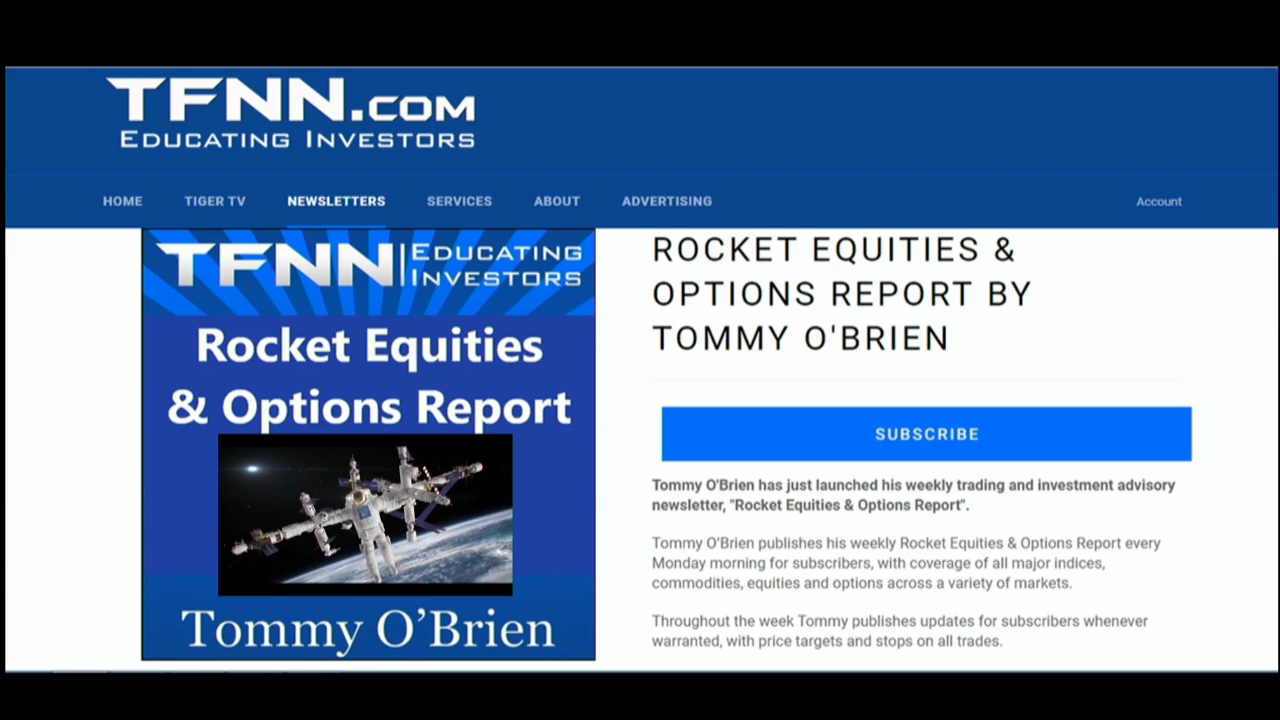 TFNN.COM
EDUCATING INVESTORS
HOME TIGER TV NEWSLETTERS SERVICES ABOUT ADVERTISING Account
TFNN EDUCATING
INVESTORS
Rocket Equities
& Options Report
Tommy O’Brien
ROCKET EQUITIES &
OPTIONS REPORT BY
TOMMY O'BRIEN
SUBSCRIBE
Tommy O'Brien has just launched his weekly trading and investment advisory
newsletter, "Rocket Equities & Options Report".
Tommy O’Brien publishes his weekly Rocket Equities & Options Report every
Monday morning for subscribers, with coverage of all major indices,
commodities, equities and options across a variety of markets.
Throughout the week Tommy publishes updates for subscribers whenever
warranted, with price targets and stops on all trades.